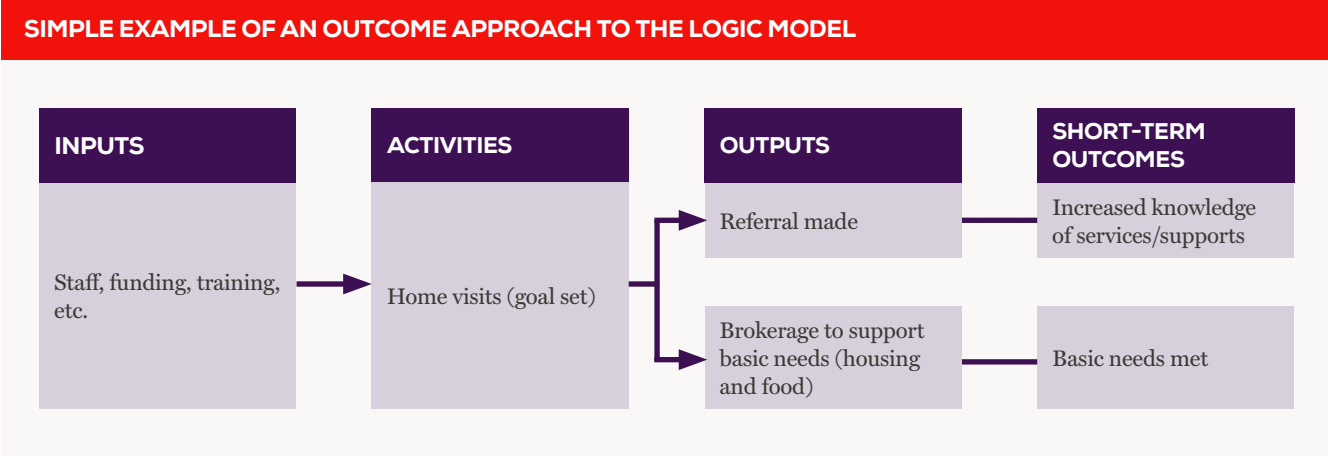 SIMPLE EXAMPLE OF AN OUTCOME APPROACH TO THE LOGIC MODEL
INPUTS
Staff, funding, training,
etc.
ACTIVITIES
Home visits (goal set)
OUTPUTS
Referral made
Brokerage to support
basic needs (housing
and food)
SHORT-TERM
OUTCOMES
Increased knowledge
of services/supports
Basic needs met